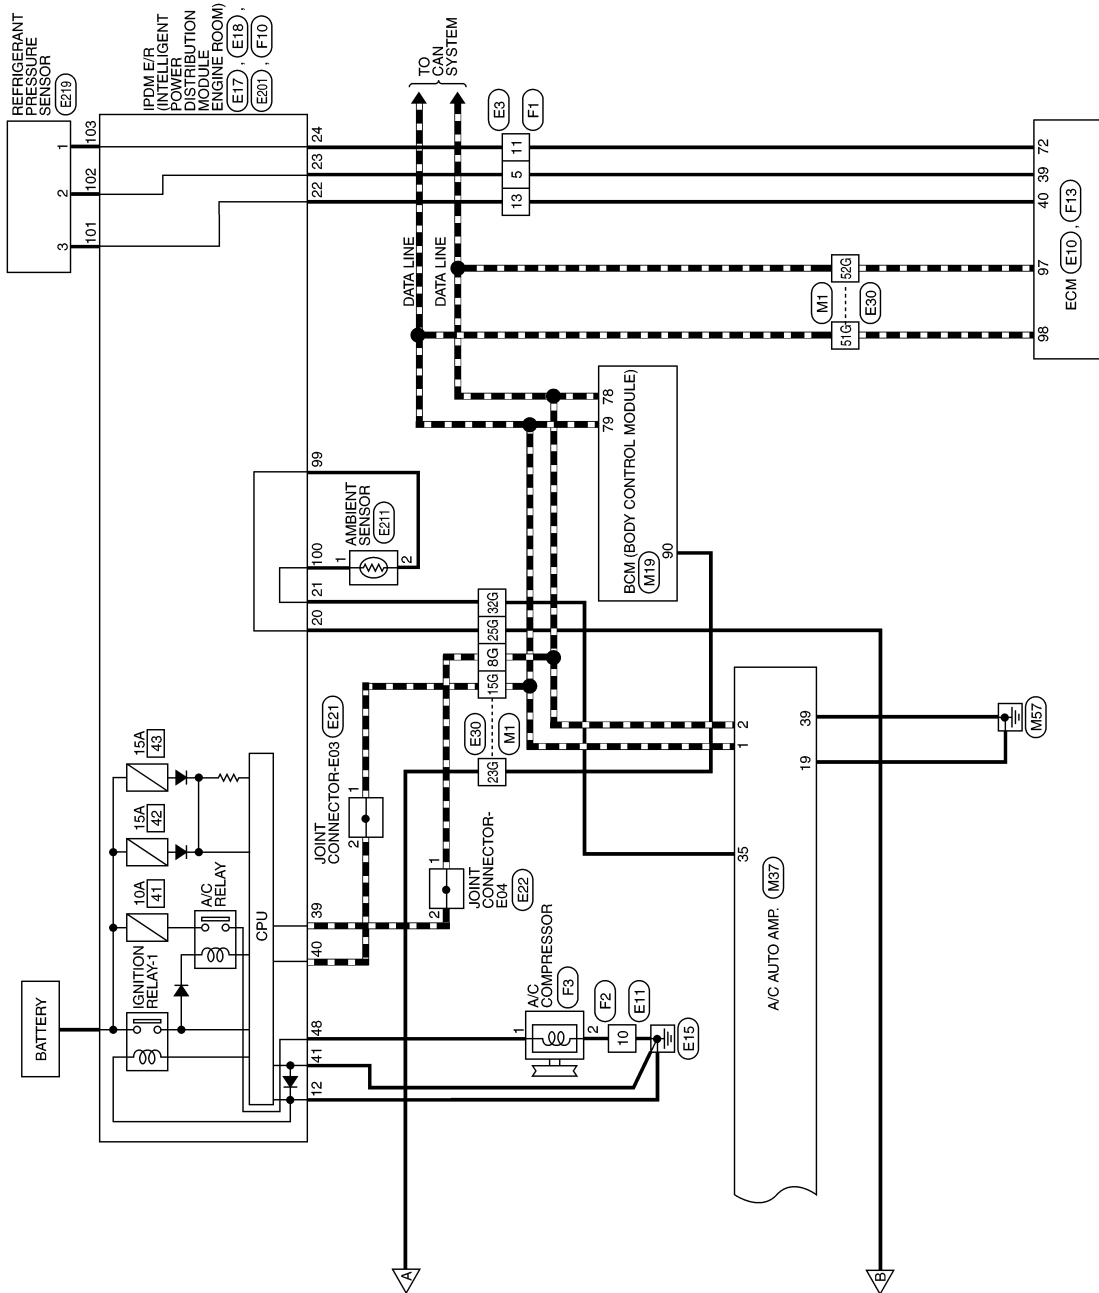 BATTERY
IGNITION
RELAY-1
A/C
RELAY
10A
41
15A
42
15A
43
CPU
REFRIGERANT
PRESSURE
SENSOR
E219
1
2
3
103
102
101
IPDM E/R
(INTELLIGENT
POWER
DISTRIBUTION
MODULE
ENGINE ROOM)
E17 , E18 ,
E201 , F10
12
41
48
40
39
20
21
100
99
22
23
24
AMBIENT
SENSOR
E211
1
2
TO
CAN
SYSTEM
DATA LINE
DATA LINE
E3
F1
13
5
11
JOINT
CONNECTOR-E03
E21
1
2
JOINT
CONNECTOR-
E04
E22
1
2
E30
M1
23G
15G
8G
25G
32G
A/C
COMPRESSOR
F3
1
2
F2
E11
10
E15
BCM (BODY CONTROL MODULE)
M19
79
78
90
M1
E30
51G
52G
ECM
E10 , F13
98
97
40
39
72
A/C AUTO AMP.
M37
35
1
2
19
39
M57
A
B